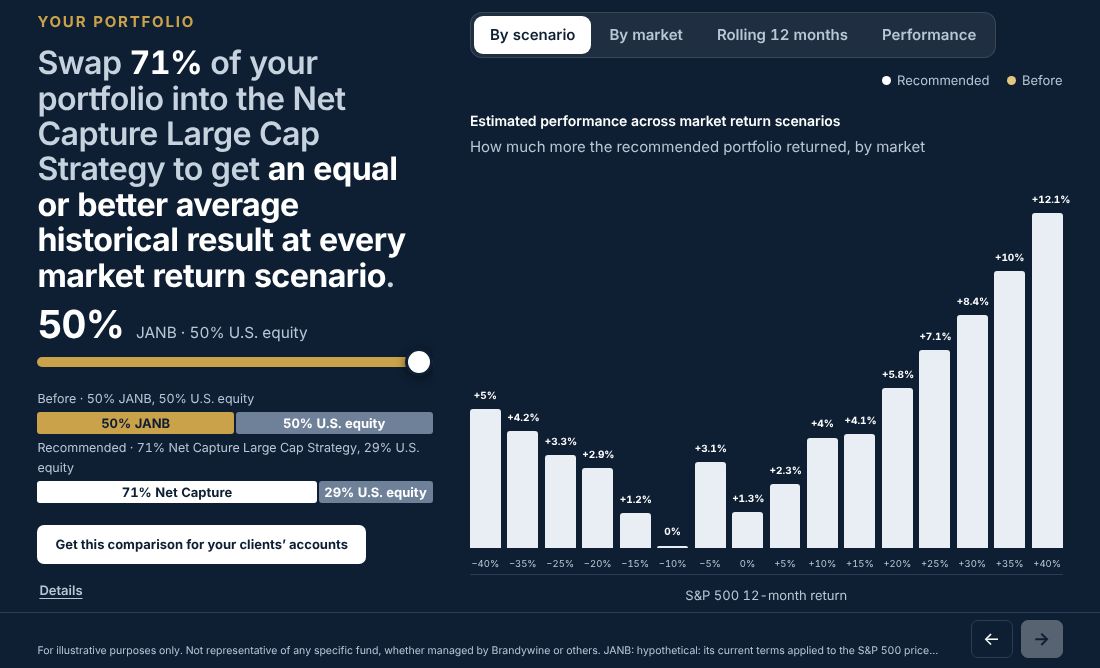 YOUR PORTFOLIO
Swap 71% of your
portfolio into the Net
Capture Large Cap
Strategy to get an equal
or better average
historical result at every
market return scenario.
50% JANB · 50% U.S. equity
Before · 50% JANB, 50% U.S. equity
50% JANB 50% U.S. equity
Recommended · 71% Net Capture Large Cap Strategy, 29% U.S.
equity
71% Net Capture 29% U.S. equity
Get this comparison for your clients’ accounts
Details
By scenario By market Rolling 12 months Performance
Recommended Before
Estimated performance across market return scenarios
How much more the recommended portfolio returned, by market
+5% +4.2% +3.3% +2.9% +1.2% 0% +3.1% +1.3% +2.3% +4% +4.1% +5.8% +7.1% +8.4% +10% +12.1%
−40% −35% −25% −20% −15% −10% −5% 0% +5% +10% +15% +20% +25% +30% +35% +40%
S&P 500 12-month return
For illustrative purposes only. Not representative of any specific fund, whether managed by Brandywine or others. JANB: hypothetical: its current terms applied to the S&P 500 price…